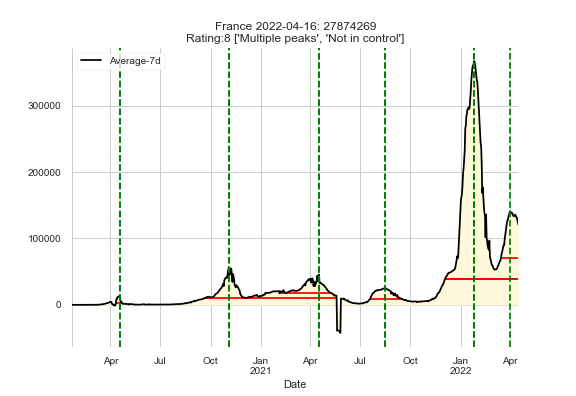 France 2022-04-16: 27874269
Rating:8 ['Multiple peaks', 'Not in control']
Average-7d
300000
200000
100000
0
Apr Jul Oct Jan Apr Jul Oct Jan Apr
2021 2022
Date